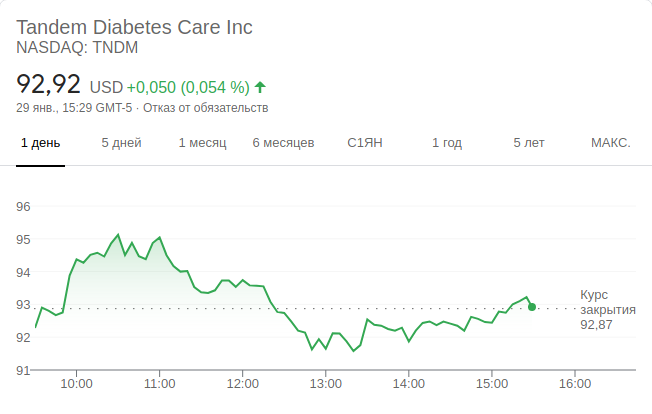 Tandem Diabetes Care Inc
NASDAQ: TNDM
92,92 USD +0,050 (0,054 %)
29 янв., 15:29 GMT-5 · Отказ от обязательств
1 день 5 дней 1 месяц 6 месяцев С1ЯН 1 год 5 лет МАКС.
96
95
94
93
92
91
Курс
закрытия
92,87
10:00 11:00 12:00 13:00 14:00 15:00 16:00